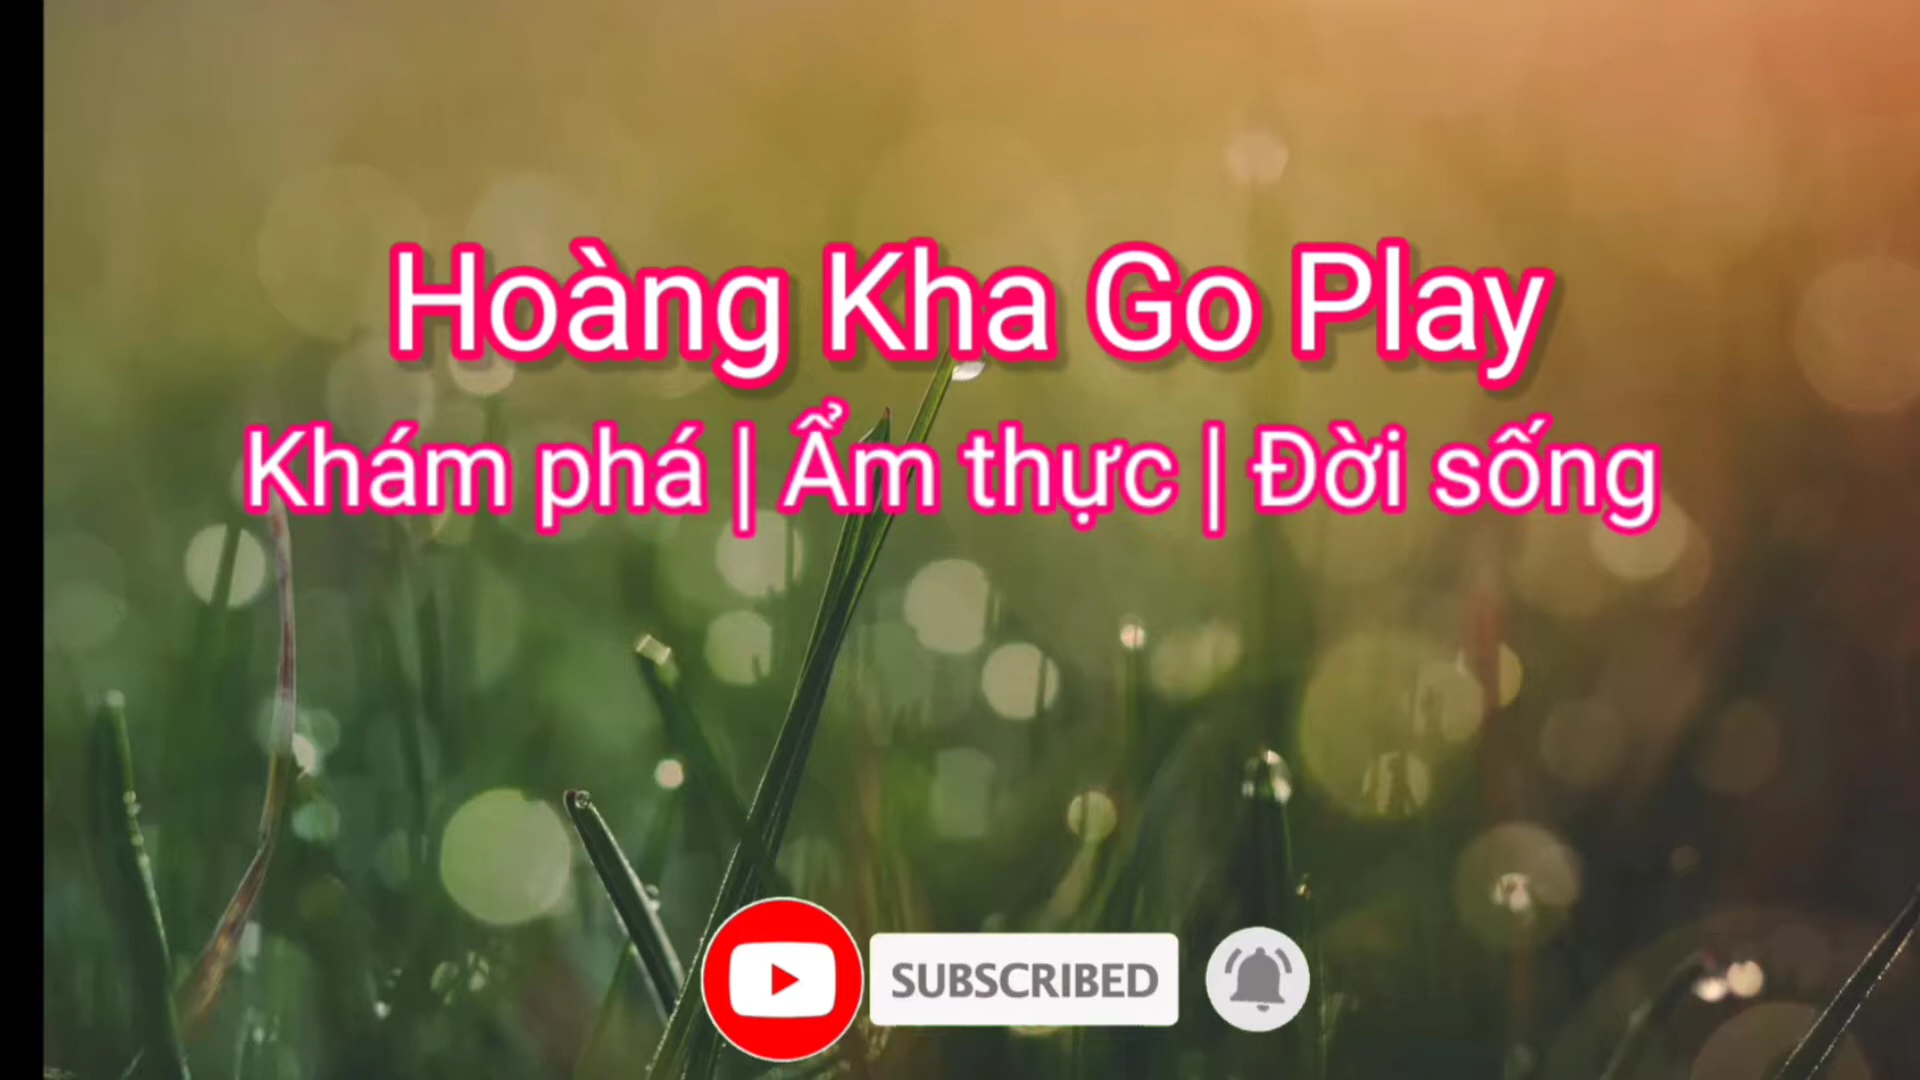 Hoàng Kha Go Play
Khám phá | Ẩm thực | Đời sống
SUBSCRIBED